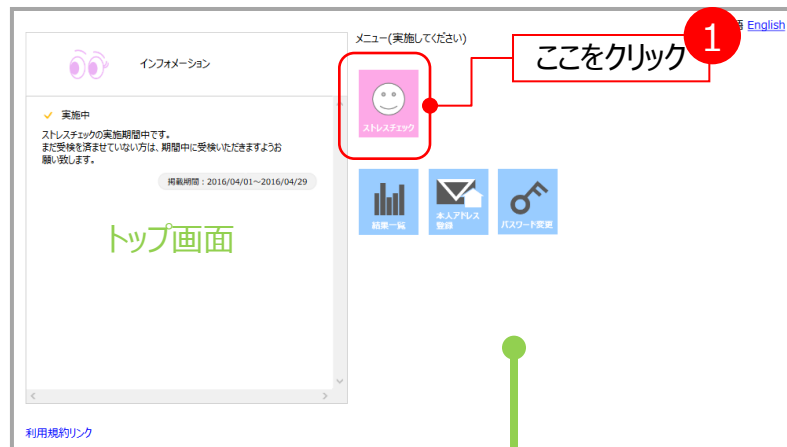 English
メニュー(実施してください)
1
ここをクリック
インフォメーション
ストレスチェック
実施中
ストレスチェックの実施期間中です。
まだ受検を済ませていない方は、期間中に受検いただきますようお
願い致します。
掲載期間：2016/04/01～2016/04/29
トップ画面
結果一覧
本人アドレス
登録
パスワード変更
利用規約リンク